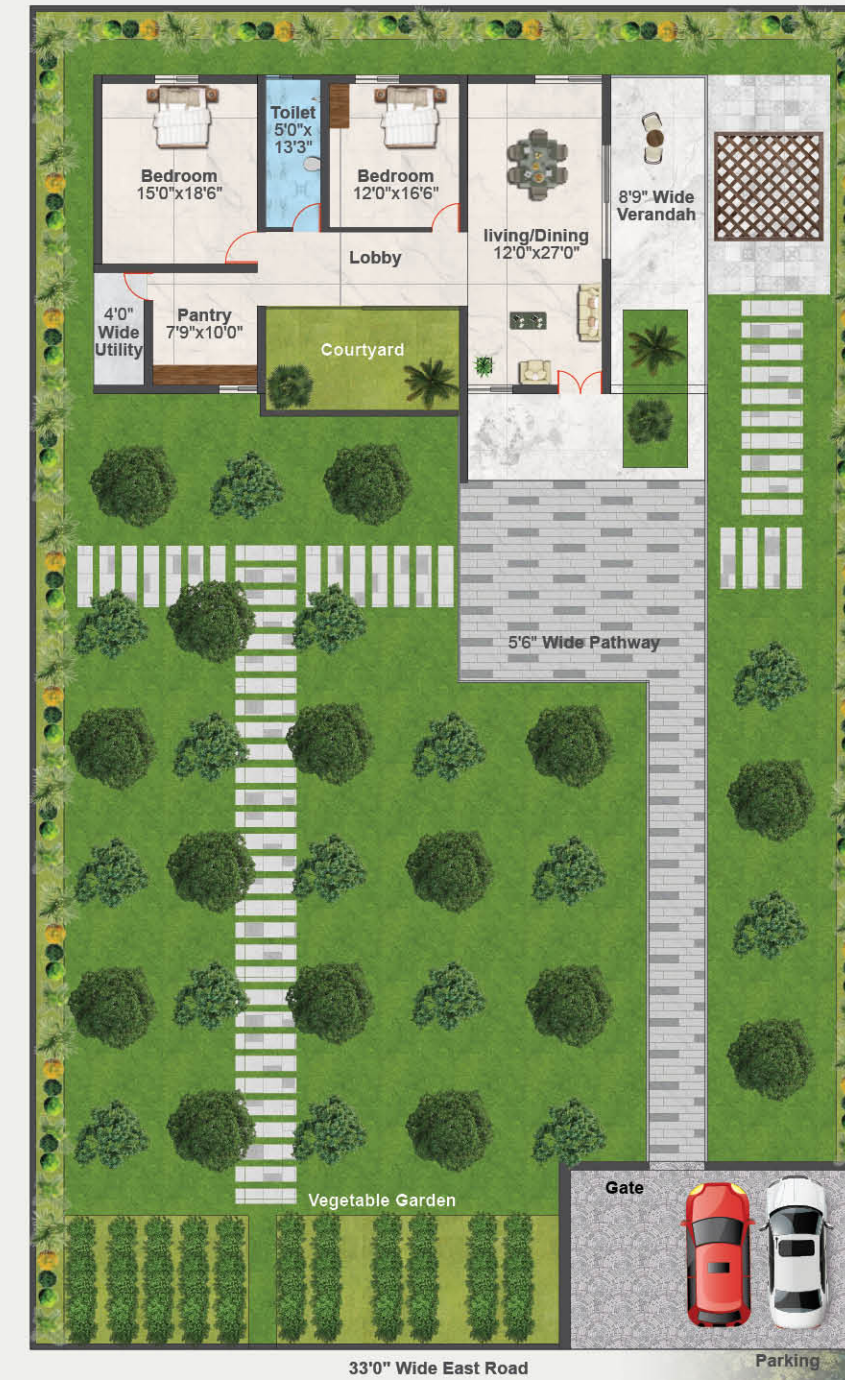 Toilet
5'0"x
13'3"
Bedroom
15'0"x18'6"
Bedroom
12'0"x16'6"
8'9" Wide
Verandah
living/Dining
12'0"x27'0"
Lobby
4'0"
Wide
Utility
Pantry
7'9"x10'0"
Courtyard
5'6" Wide Pathway
Gate
Vegetable Garden
Parking
33'0" Wide East Road